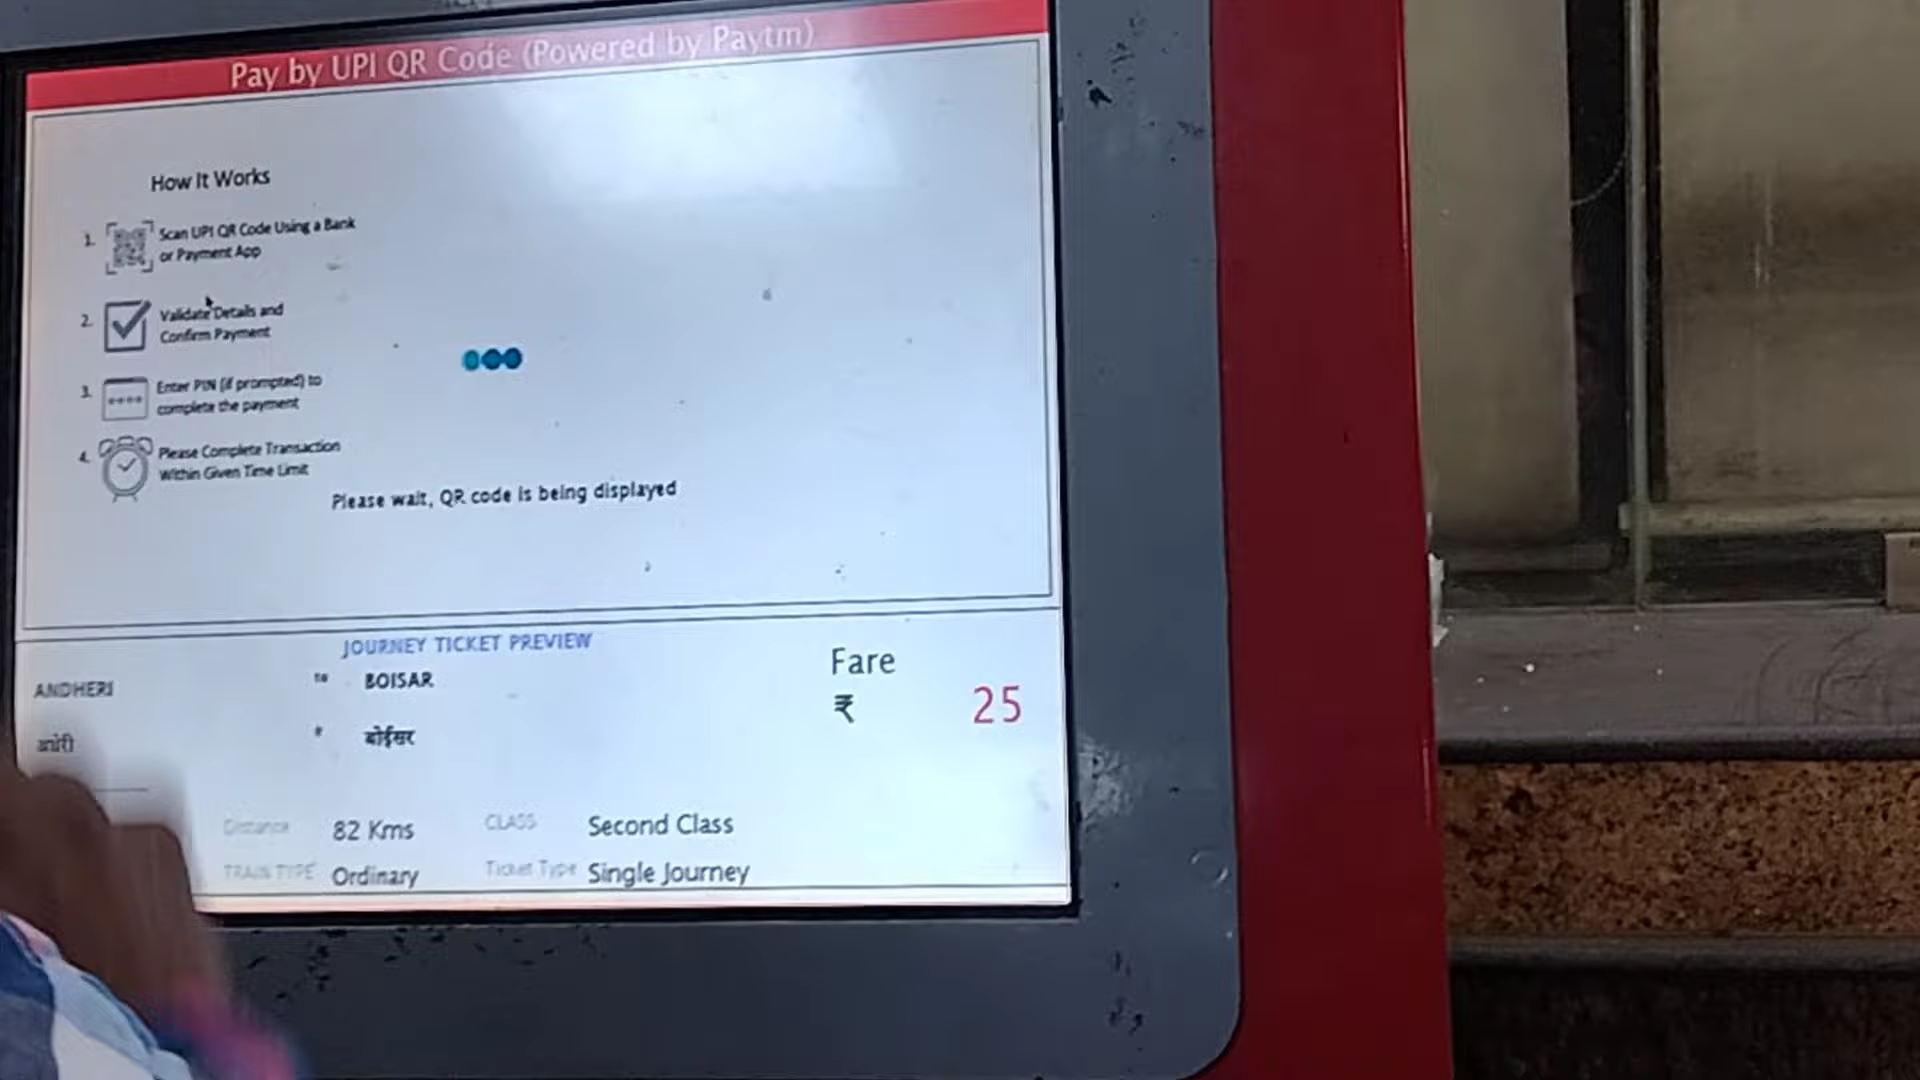 Pay by UPI QR Code (Powered by Paytm)
How It Works
1. Scan UPI QR Code Using a Bank
or Payment App
2. Validate Details and
Confirm Payment
3. Enter PIN (if prompted) to
complete the payment
4. Please Complete Transaction
Within Given Time Limit
Please wait, QR code is being displayed
JOURNEY TICKET PREVIEW
ANDHERI to BOISAR
Fare
₹ 25
बोईसर
Distance 82 Kms CLASS Second Class
TRAIN TYPE Ordinary Ticket Type Single Journey